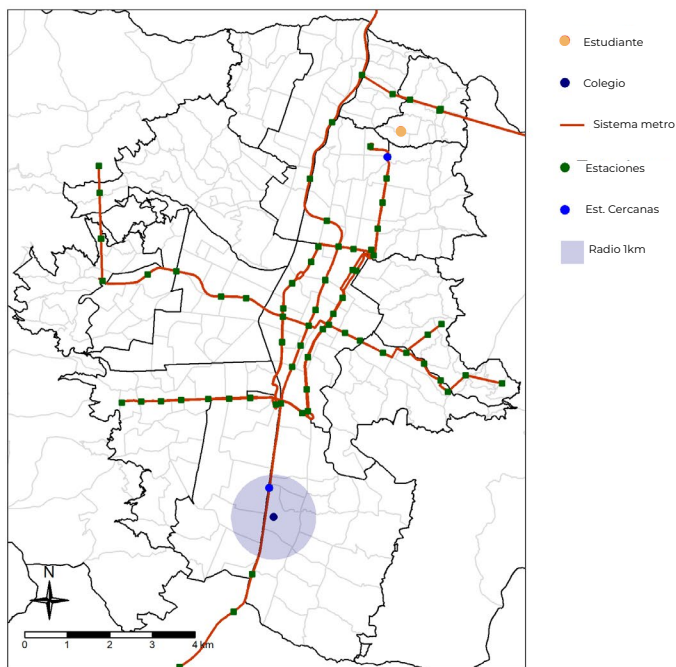 Estudiante
Colegio
Sistema metro
Estaciones
Est. Cercanas
Radio 1km
N
0 1 2 3 4 km